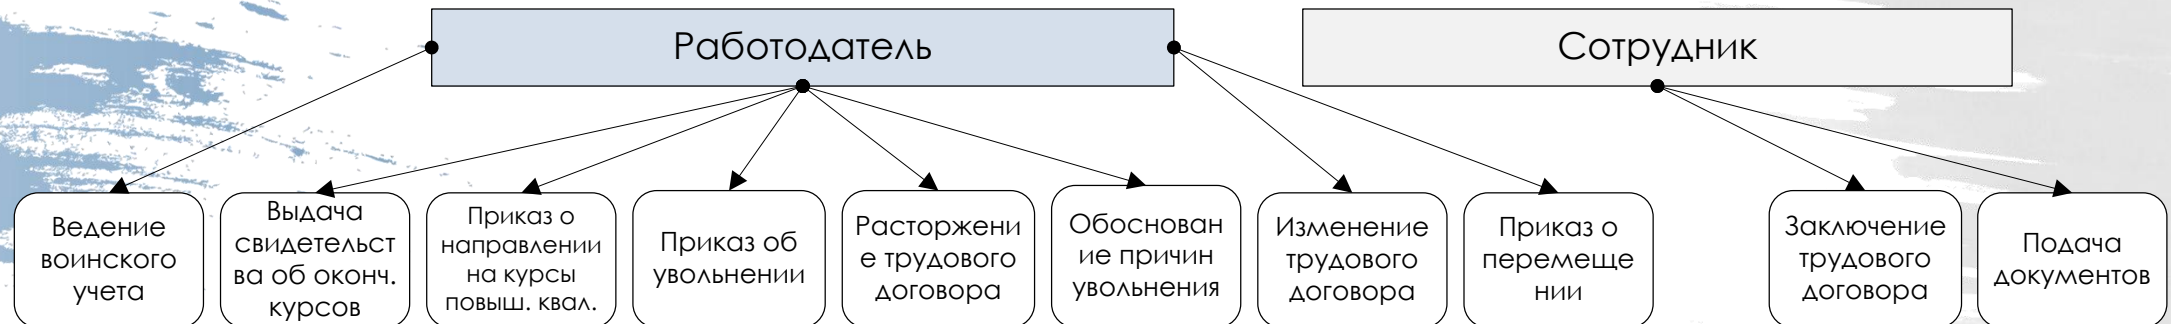 Работодатель
Сотрудник
Ведение
воинского
учета
Выдача
свидетельст
ва об оконч.
курсов
Приказ о
направлении
на курсы
повыш. квал.
Приказ об
увольнении
Расторжени
е трудового
договора
Обоснован
ие причин
увольнения
Изменение
трудового
договора
Приказ о
перемеще
нии
Заключение
трудового
договора
Подача
документов